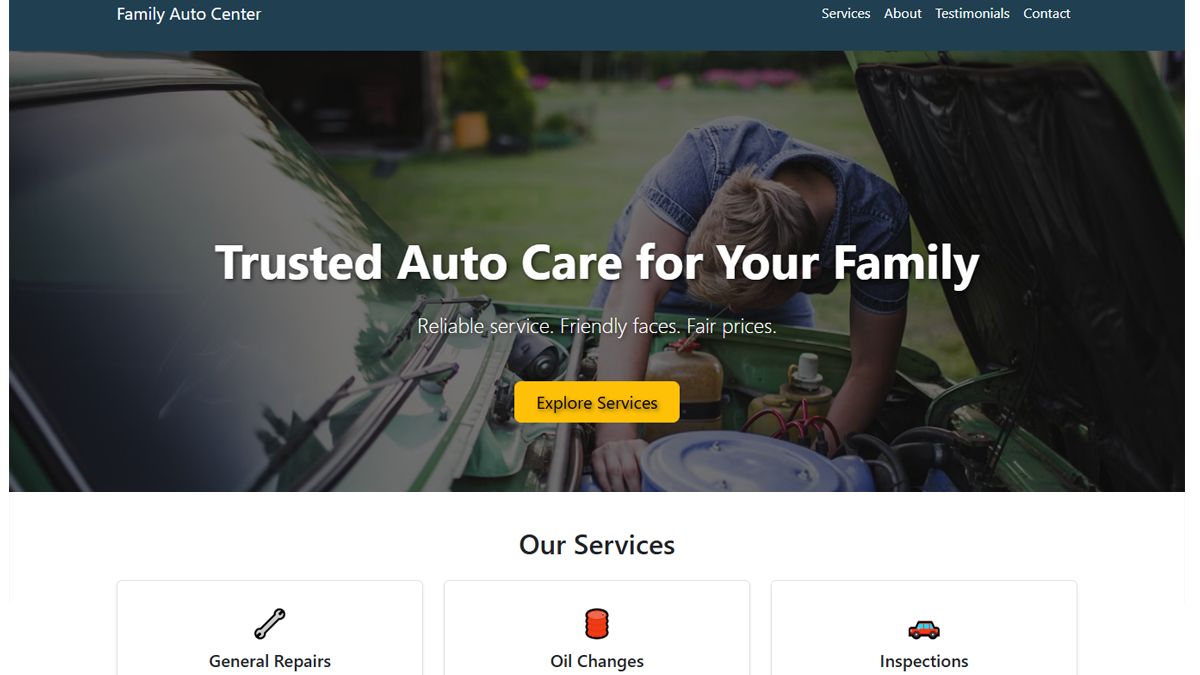 Family Auto Center
Services About Testimonials Contact
Trusted Auto Care for Your Family
Reliable service. Friendly faces. Fair prices.
Explore Services
Our Services
General Repairs
Oil Changes
Inspections